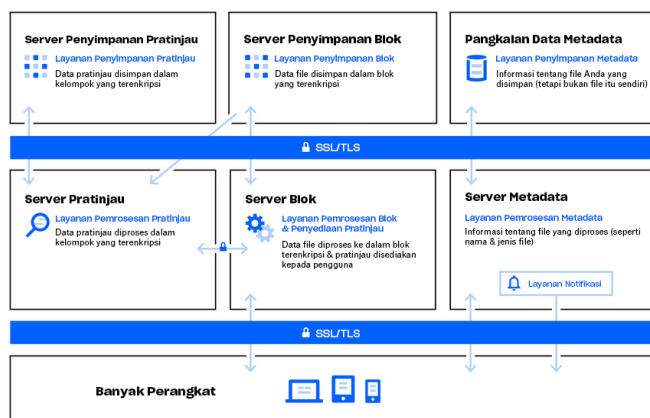 Server Penyimpanan Pratinjau
Layanan Penyimpanan Pratinjau
Data pratinjau disimpan dalam
kelompok yang terenkripsi
Server Penyimpanan Blok
Layanan Penyimpanan Blok
Data file disimpan dalam blok
yang terenkripsi
Pangkalan Data Metadata
Layanan Penyimpanan Metadata
Informasi tentang file Anda yang
disimpan (tetapi bukan file itu sendiri)
SSL/TLS
Server Pratinjau
Layanan Pemrosesan Pratinjau
Data pratinjau diproses dalam
kelompok yang terenkripsi
Server Blok
Layanan Pemrosesan Blok
& Penyediaan Pratinjau
Data file diproses ke dalam blok
terenkripsi & pratinjau disediakan
kepada pengguna
Server Metadata
Layanan Pemrosesan Metadata
Informasi tentang file yang diproses (seperti
nama & jenis file)
Layanan Notifikasi
SSL/TLS
Banyak Perangkat